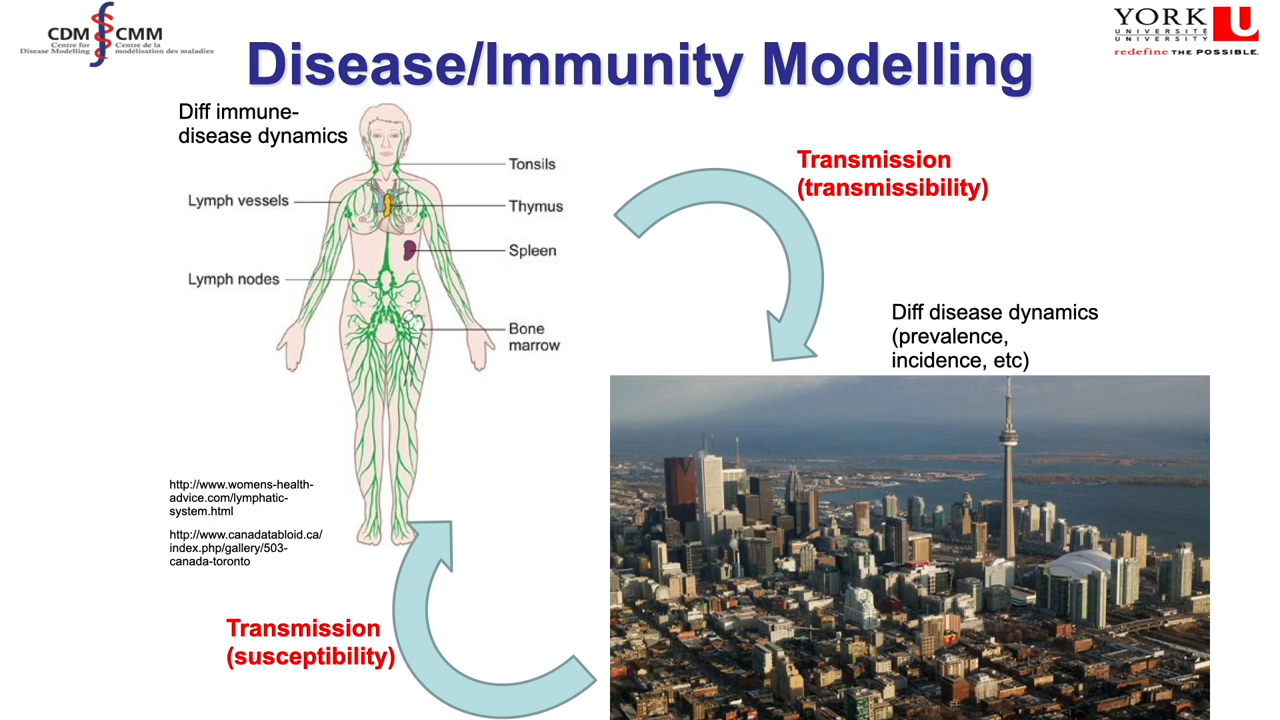 CDM CMM
Centre for Disease Modelling
Centre de la modélisation des maladies
YORK U
UNIVERSITÉ
UNIVERSITY
redefine THE POSSIBLE.
Disease/Immunity Modelling
Diff immune-
disease dynamics
Tonsils
Lymph vessels
Thymus
Spleen
Lymph nodes
Bone
marrow
Transmission
(transmissibility)
Diff disease dynamics
(prevalence,
incidence, etc)
http://www.womens-health-
advice.com/lymphatic-
system.html
http://www.canadatabloid.ca/
index.php/gallery/503-
canada-toronto
Transmission
(susceptibility)